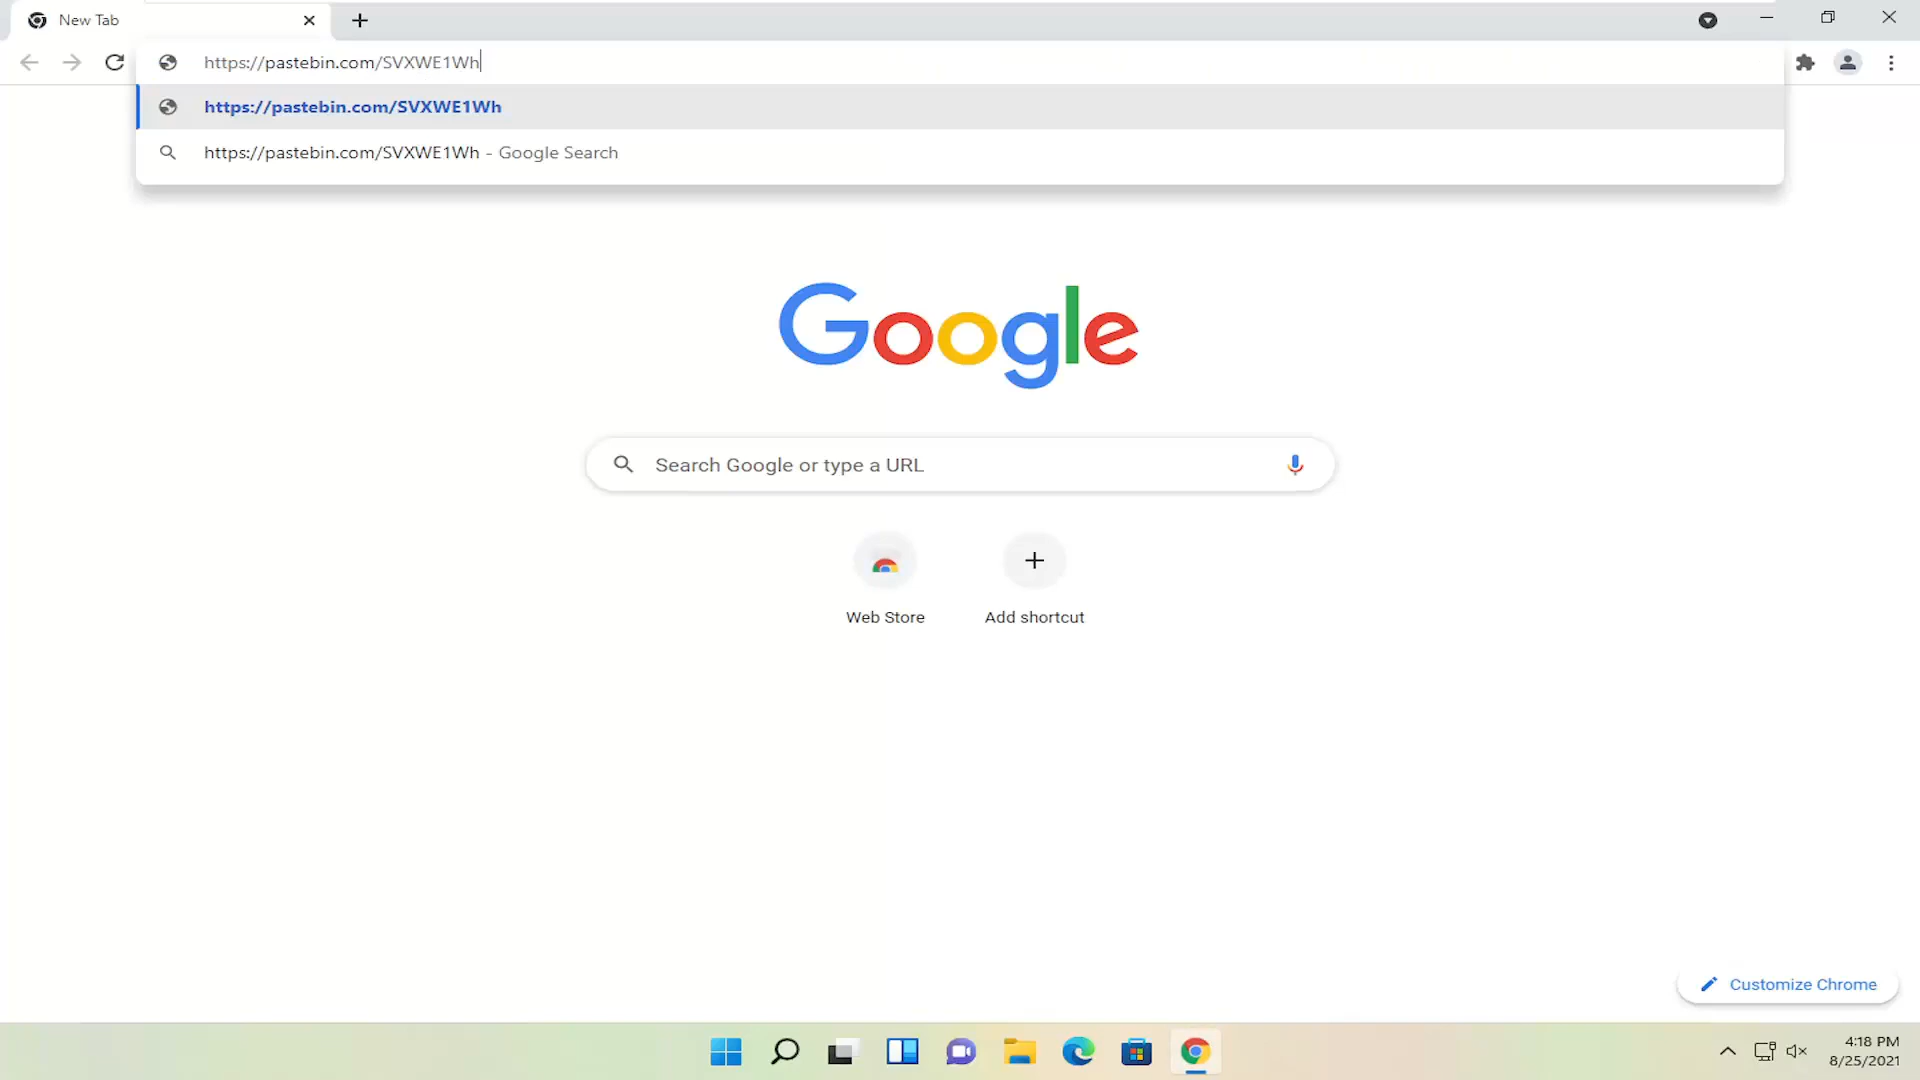 New Tab
https://pastebin.com/SVXWE1Wh
https://pastebin.com/SVXWE1Wh
https://pastebin.com/SVXWE1Wh - Google Search
Google
Search Google or type a URL
Web Store
Add shortcut
Customize Chrome
4:18 PM
8/25/2021